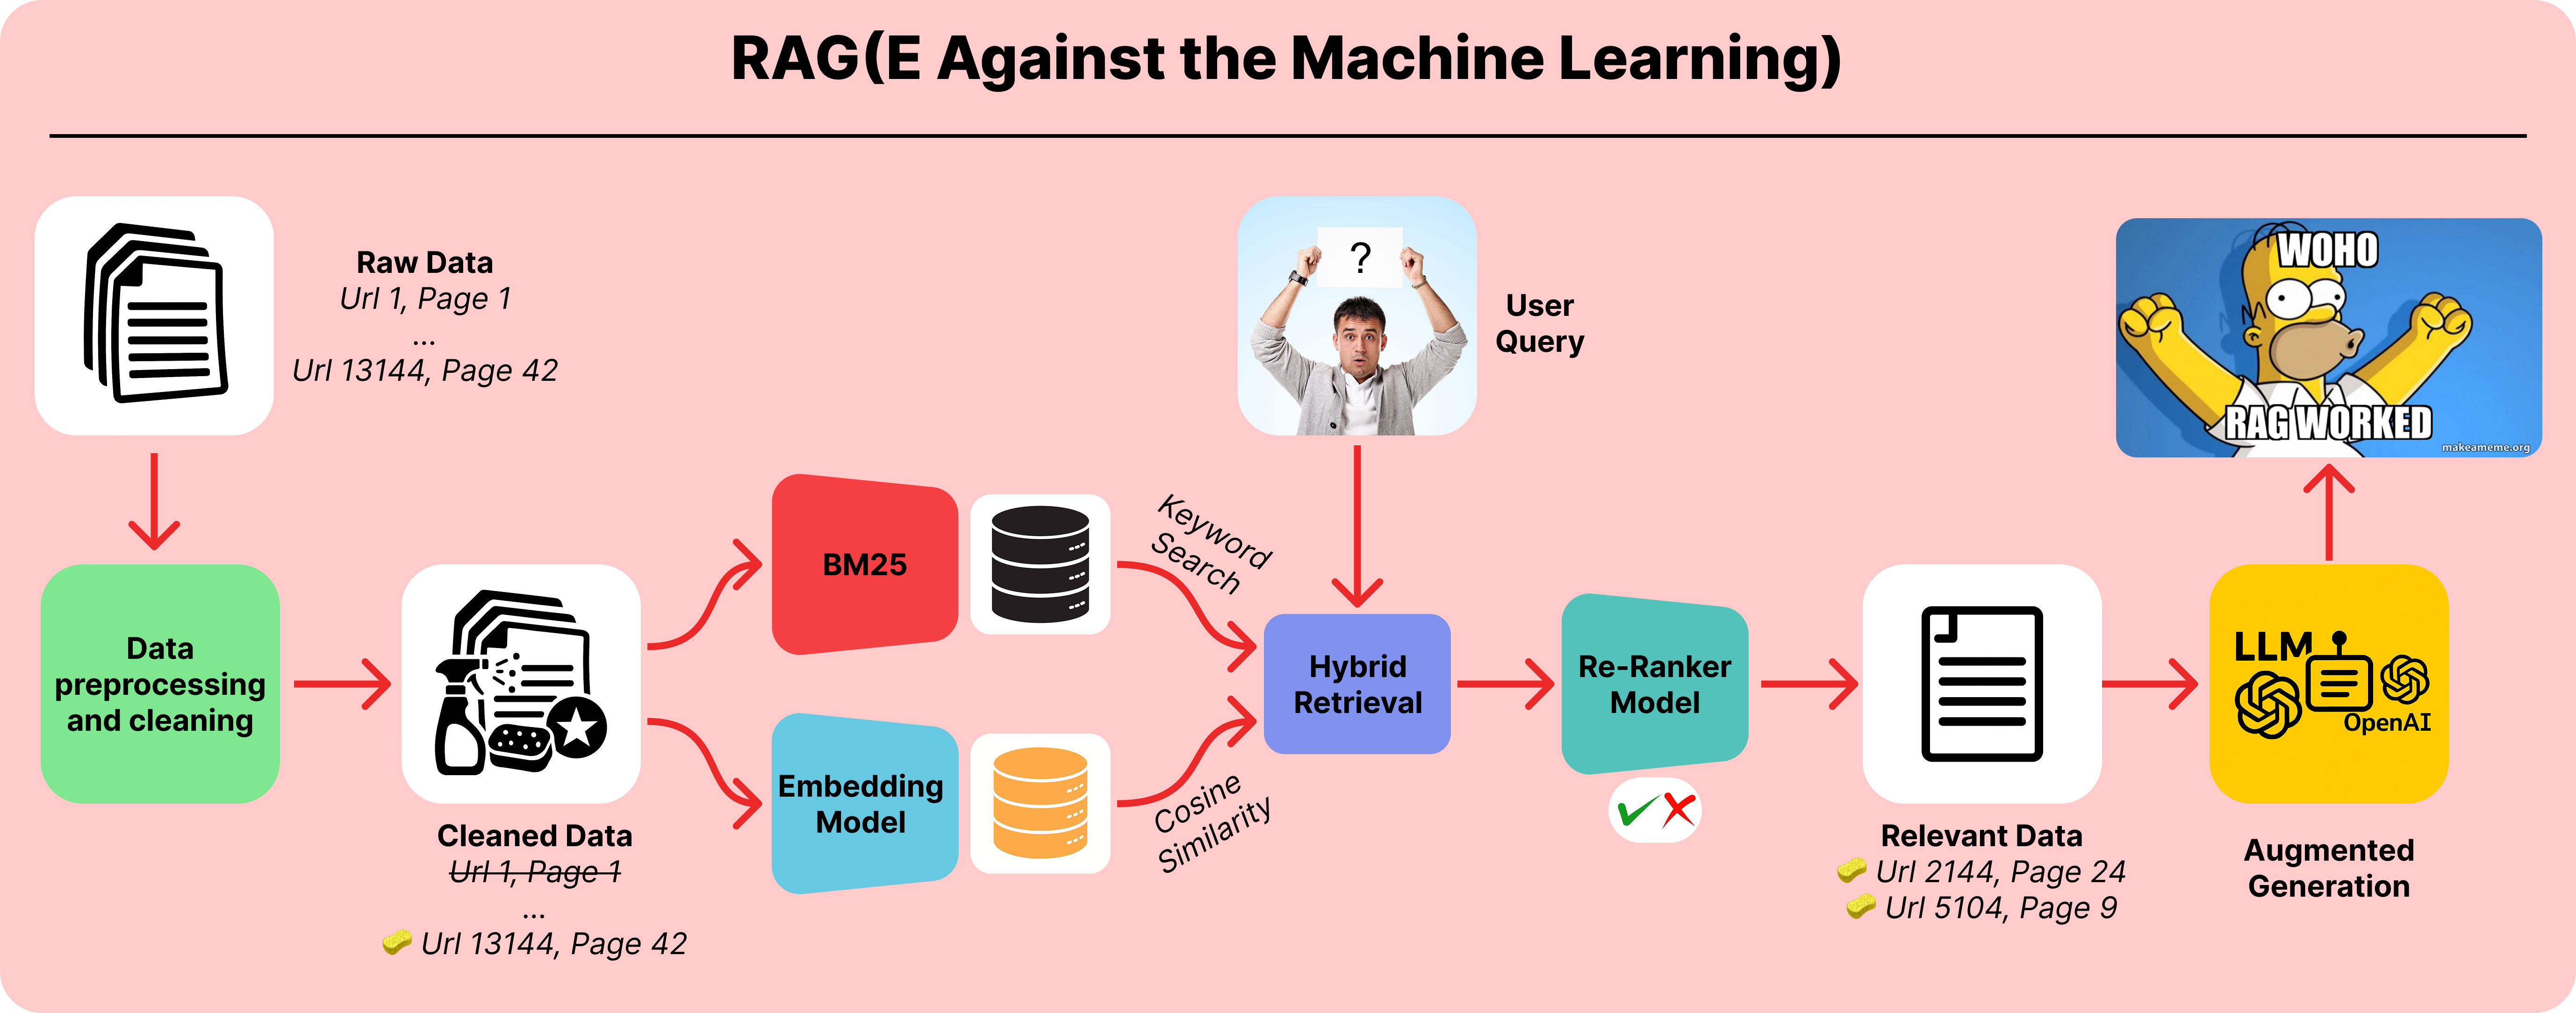 RAG(E Against the Machine Learning)
Raw Data
Url 1, Page 1
...
Url 13144, Page 42
Data
preprocessing
and cleaning
Cleaned Data
Url 1, Page 1
...
Url 13144, Page 42
BM25
Embedding
Model
Keyword
Search
Cosine
Similarity
?
User
Query
Hybrid
Retrieval
Re-Ranker
Model
Relevant Data
Url 2144, Page 24
Url 5104, Page 9
LLM
OpenAI
Augmented
Generation
WOHO
RAG WORKED
makeameme.org